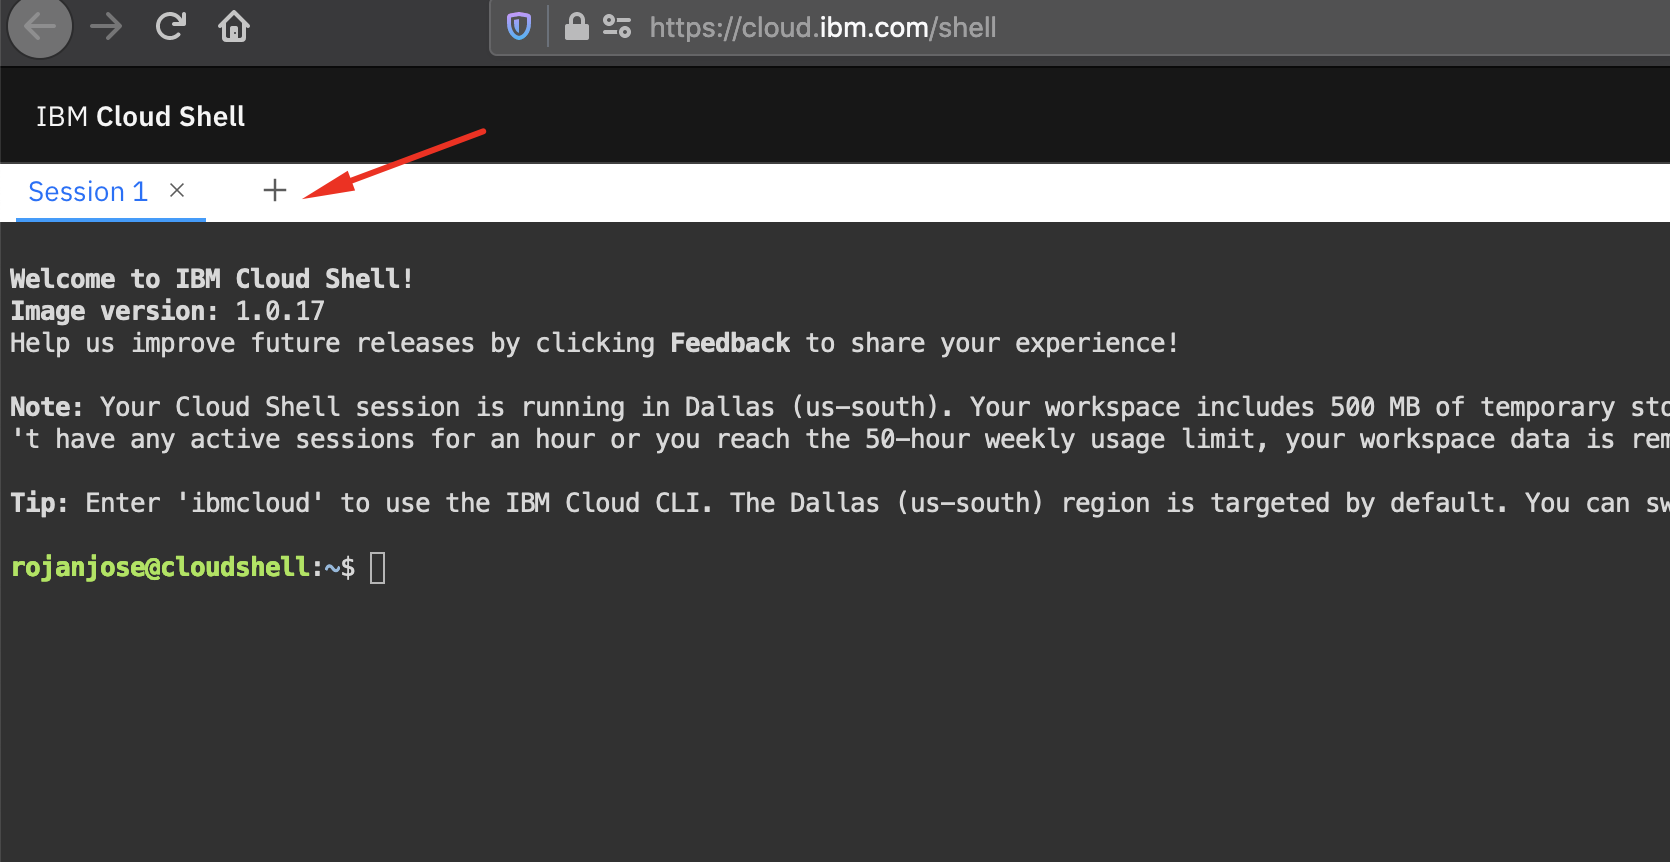 https://cloud.ibm.com/shell
IBM Cloud Shell
Session 1
Welcome to IBM Cloud Shell!
Image version: 1.0.17
Help us improve future releases by clicking Feedback to share your experience!
Note: Your Cloud Shell session is running in Dallas (us-south). Your workspace includes 500 MB of temporary
't have any active sessions for an hour or you reach the 50-hour weekly usage limit, your workspace data is
Tip: Enter 'ibmcloud' to use the IBM Cloud CLI. The Dallas (us-south) region is targeted by default. You can
rojanjose@cloudshell:~$